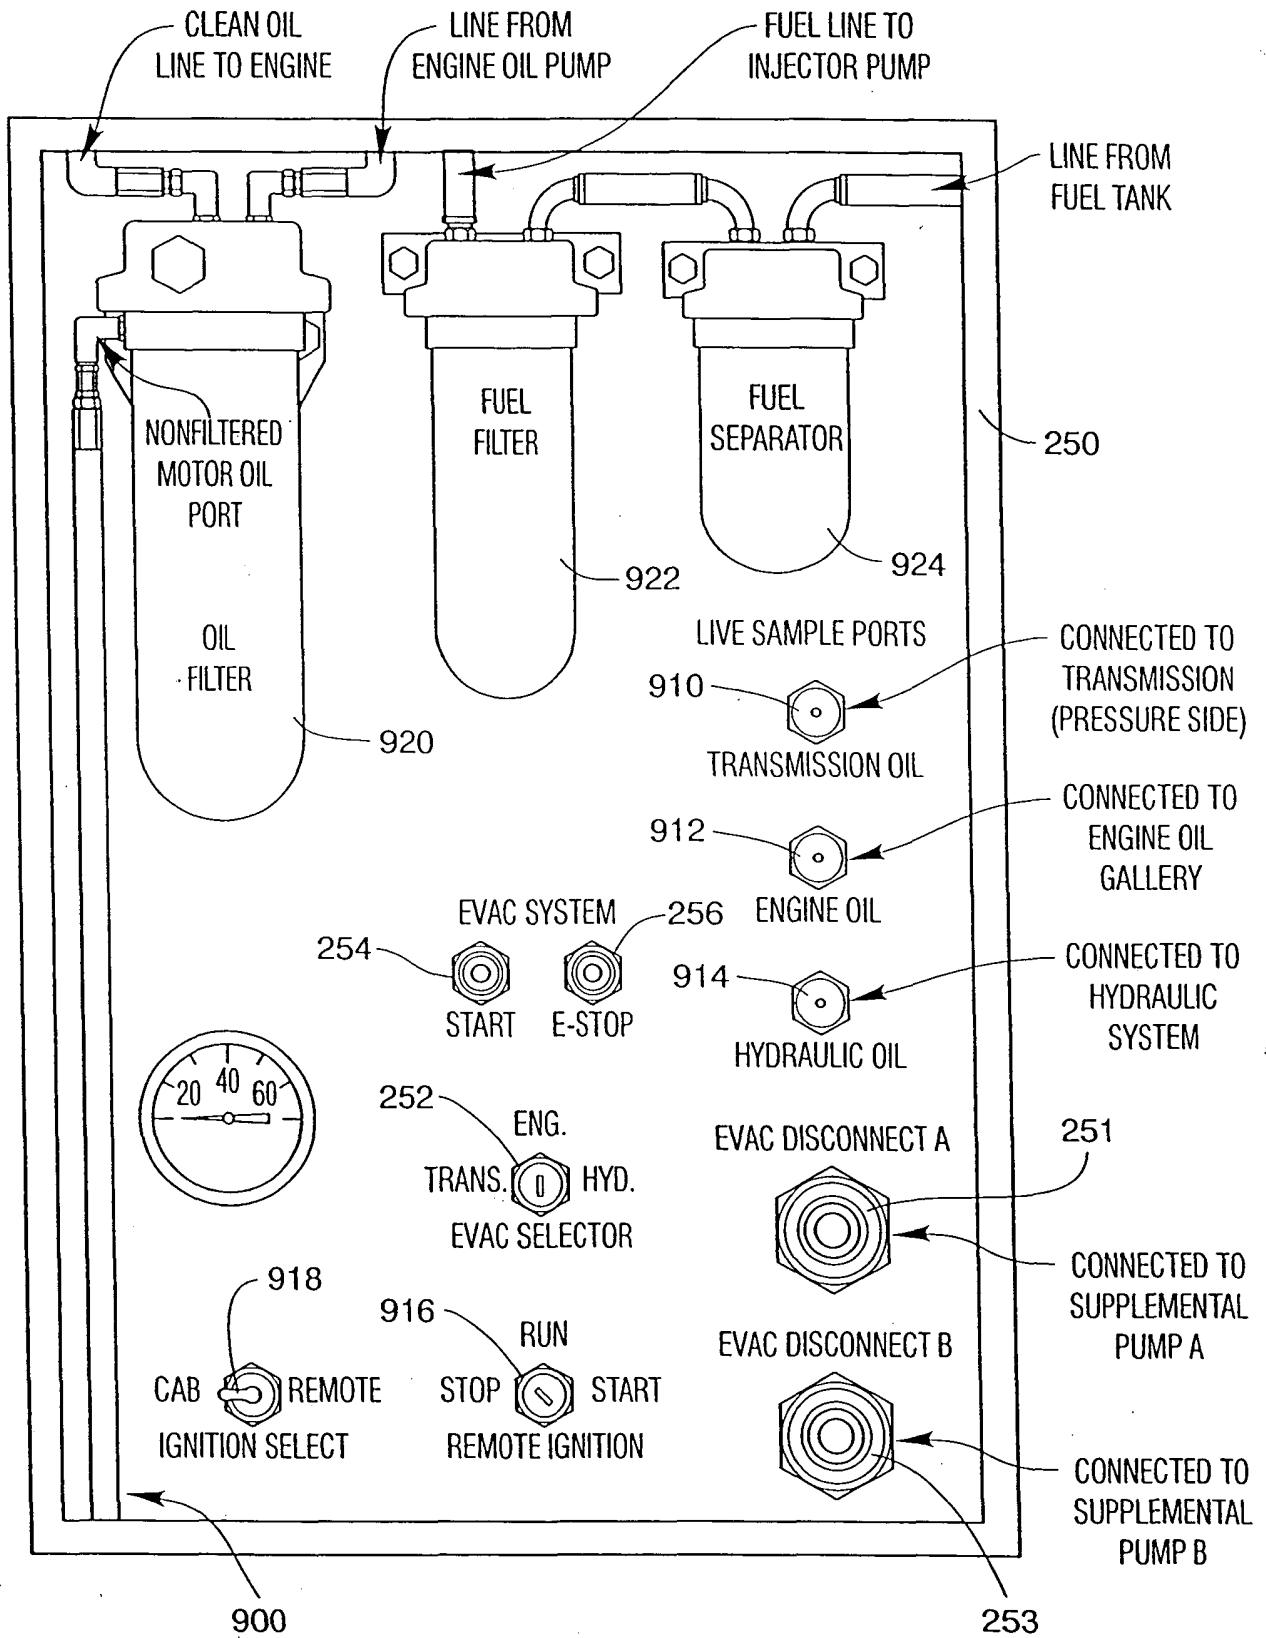 CLEAN OIL
LINE TO ENGINE
LINE FROM
ENGINE OIL PUMP
FUEL LINE TO
INJECTOR PUMP
LINE FROM
FUEL TANK
NONFILTERED
MOTOR OIL
PORT
OIL
FILTER
920
FUEL
FILTER
922
FUEL
SEPARATOR
924
250
LIVE SAMPLE PORTS
910
TRANSMISSION OIL
CONNECTED TO
TRANSMISSION
(PRESSURE SIDE)
912
ENGINE OIL
CONNECTED TO
ENGINE OIL
GALLERY
EVAC SYSTEM
254
256
START
E-STOP
914
HYDRAULIC OIL
CONNECTED TO
HYDRAULIC
SYSTEM
20
40
60
252
ENG.
TRANS.
HYD.
EVAC SELECTOR
EVAC DISCONNECT A
251
CONNECTED TO
SUPPLEMENTAL
PUMP A
918
CAB
REMOTE
IGNITION SELECT
916
RUN
STOP
START
REMOTE IGNITION
EVAC DISCONNECT B
CONNECTED TO
SUPPLEMENTAL
PUMP B
900
253